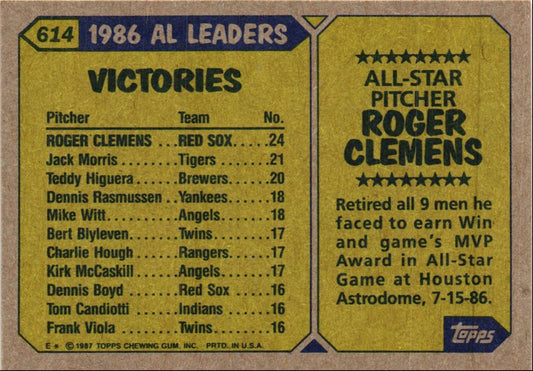 614 1986 AL LEADERS
VICTORIES
Pitcher Team No.
ROGER CLEMENS ...RED SOX.....24
Jack Morris.......Tigers........21
Teddy Higuera.....Brewers......20
Dennis Rasmussen ..Yankees......18
Mike Witt.........Angels.......18
Bert Blyleven......Twins........17
Charlie Hough.....Rangers......17
Kirk McCaskill.....Angels.......17
Dennis Boyd.......Red Sox......16
Tom Candiotti.....Indians......16
Frank Viola........Twins........16
E * © 1987 TOPPS CHEWING GUM, INC. PRTD. IN U.S.A.
★★★★★★★★
ALL-STAR
PITCHER
ROGER
CLEMENS
★★★★★★★★
Retired all 9 men he
faced to earn Win
and game's MVP
Award in All-Star
Game at Houston
Astrodome, 7-15-86.
topps